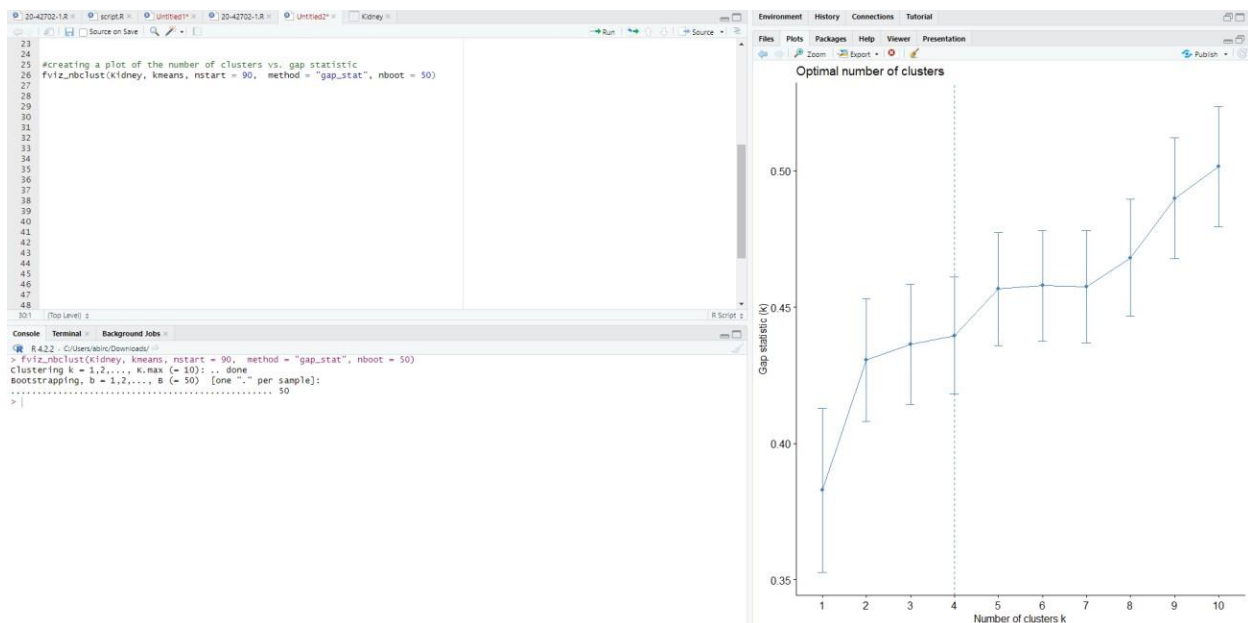 20-42702-1.R × script.R × Untitled1* × 20-42702-1.R × Untitled2* × Kidney ×
Source on Save Run Source
23
24
25 #creating a plot of the number of clusters vs. gap statistic
26 fviz_nbclust(Kidney, kmeans, nstart = 90,  method = "gap_stat", nboot = 50)
27
28
29
30
31
32
33
34
35
36
37
38
39
40
41
42
43
44
45
46
47
48
30:1 (Top Level) R Script
Console Terminal × Background Jobs ×
R 4.2.2 · C:/Users/abirc/Downloads/
> fviz_nbclust(Kidney, kmeans, nstart = 90,  method = "gap_stat", nboot = 50)
Clustering k = 1,2,..., K.max (= 10): .. done
Bootstrapping, b = 1,2,..., B (= 50)  [one "." per sample]:
.................................................. 50
>
Environment History Connections Tutorial
Files Plots Packages Help Viewer Presentation
Zoom Export Publish
Optimal number of clusters
0.50
0.45
0.40
0.35
Gap statistic (k)
1 2 3 4 5 6 7 8 9 10
Number of clusters k